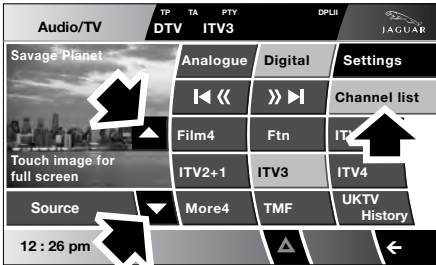 Audio/TV
TP TA PTY DPLII
DTV ITV3
JAGUAR
Savage Planet
Analogue Digital Settings
Channel list
Film4 Ftn
Touch image for
full screen
ITV2+1 ITV3 ITV4
Source More4 TMF UKTV
History
12 : 26 pm